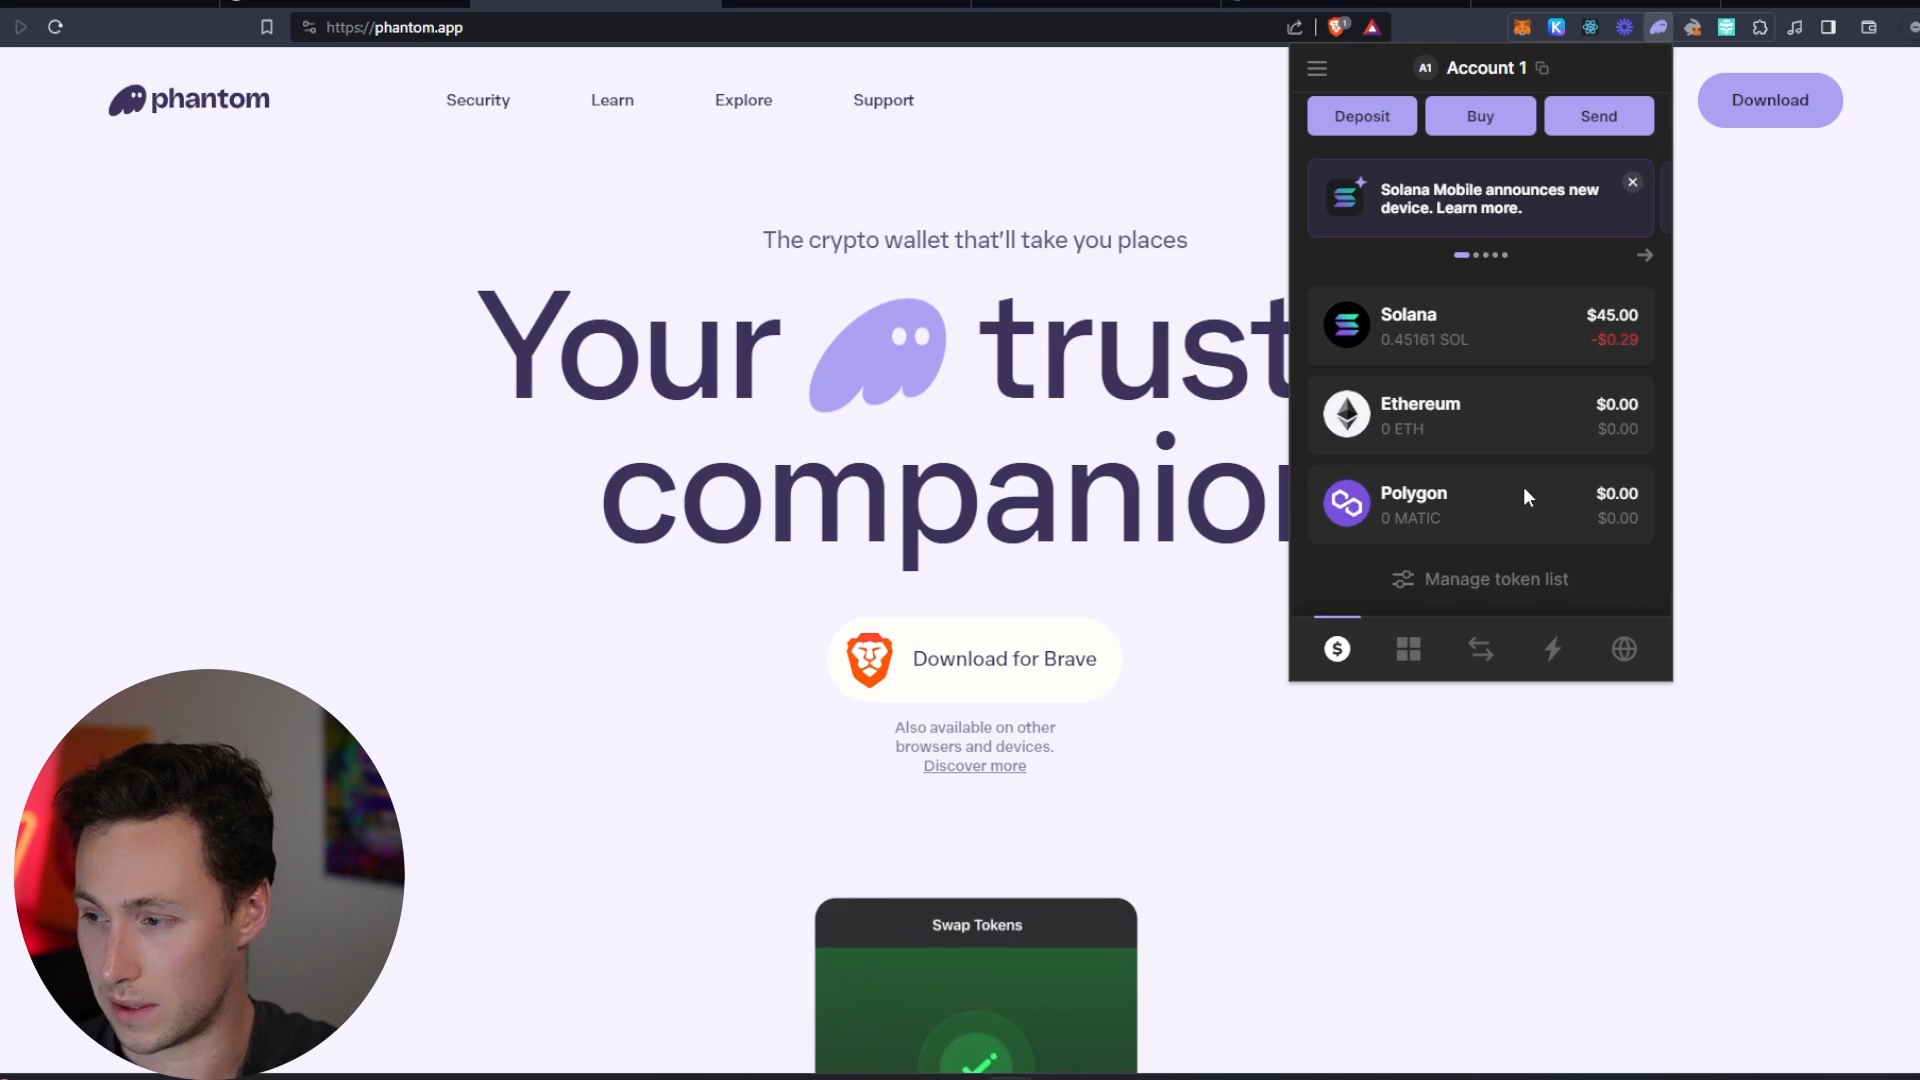 https://phantom.app
phantom
Security
Learn
Explore
Support
Download
The crypto wallet that'll take you places
Your trust
companion
Download for Brave
Also available on other
browsers and devices.
Discover more
Swap Tokens
A1
Account 1
Deposit
Buy
Send
Solana Mobile announces new
device. Learn more.
Solana
$45.00
0.45161 SOL
-$0.29
Ethereum
$0.00
0 ETH
$0.00
Polygon
$0.00
0 MATIC
$0.00
Manage token list
$
K
1